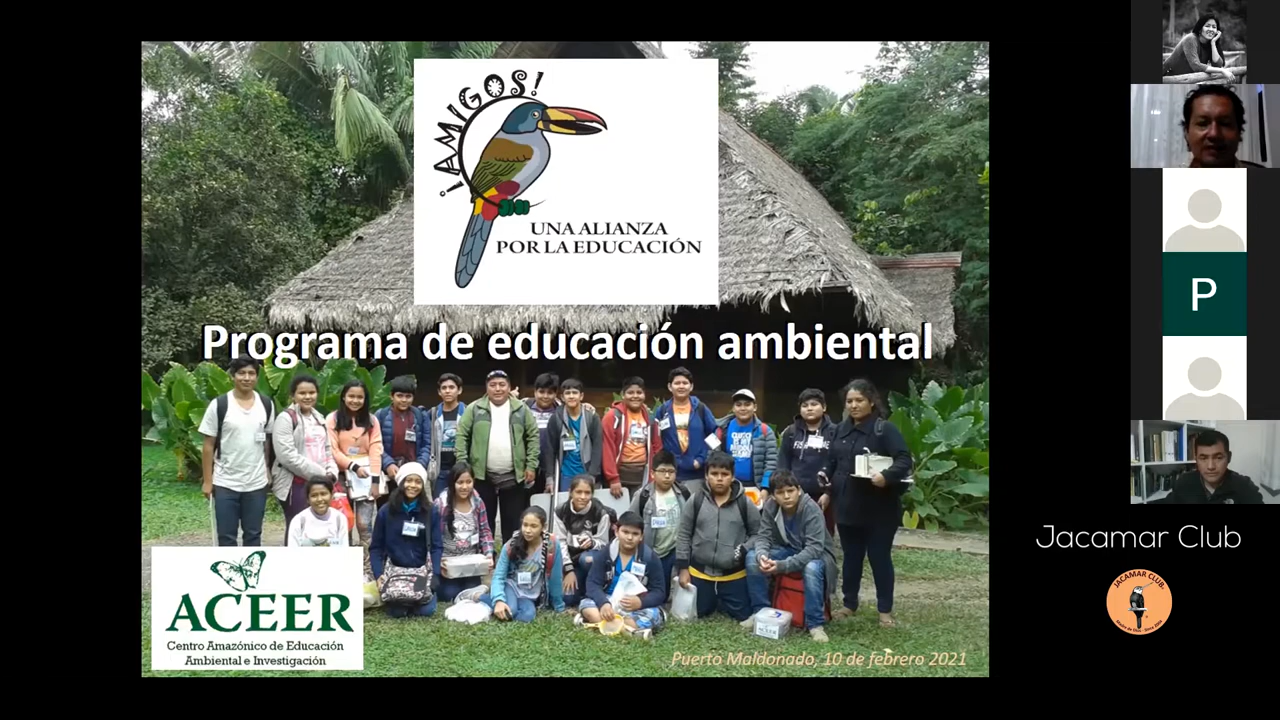 ¡AMIGOS!
UNA ALIANZA
POR LA EDUCACIÓN
Programa de educación ambiental
ACEER
Centro Amazónico de Educación
Ambiental e Investigación
Puerto Maldonado, 10 de febrero 2021
P
Jacamar Club
JACAMAR CLUB